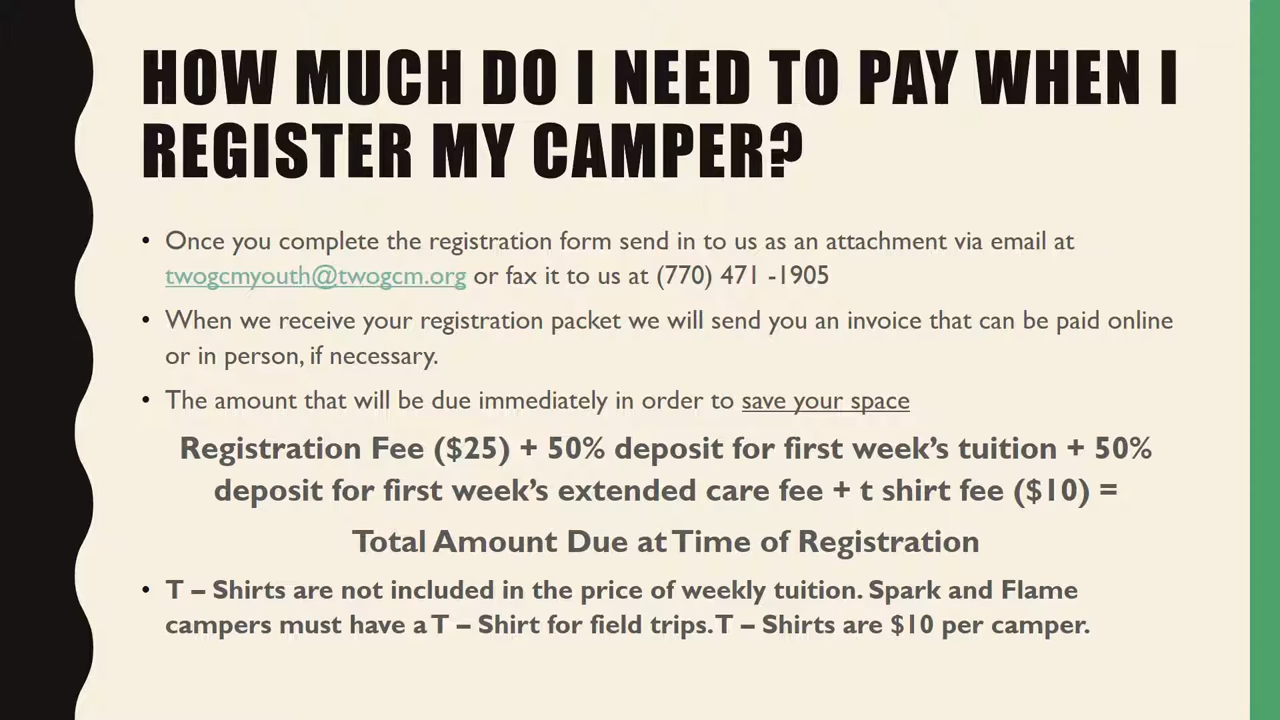 HOW MUCH DO I NEED TO PAY WHEN I
REGISTER MY CAMPER?
• Once you complete the registration form send in to us as an attachment via email at
twogcmyouth@twogcm.org or fax it to us at (770) 471 -1905
• When we receive your registration packet we will send you an invoice that can be paid online
or in person, if necessary.
• The amount that will be due immediately in order to save your space
Registration Fee ($25) + 50% deposit for first week's tuition + 50%
deposit for first week's extended care fee + t shirt fee ($10) =
Total Amount Due at Time of Registration
• T – Shirts are not included in the price of weekly tuition. Spark and Flame
campers must have a T – Shirt for field trips. T – Shirts are $10 per camper.